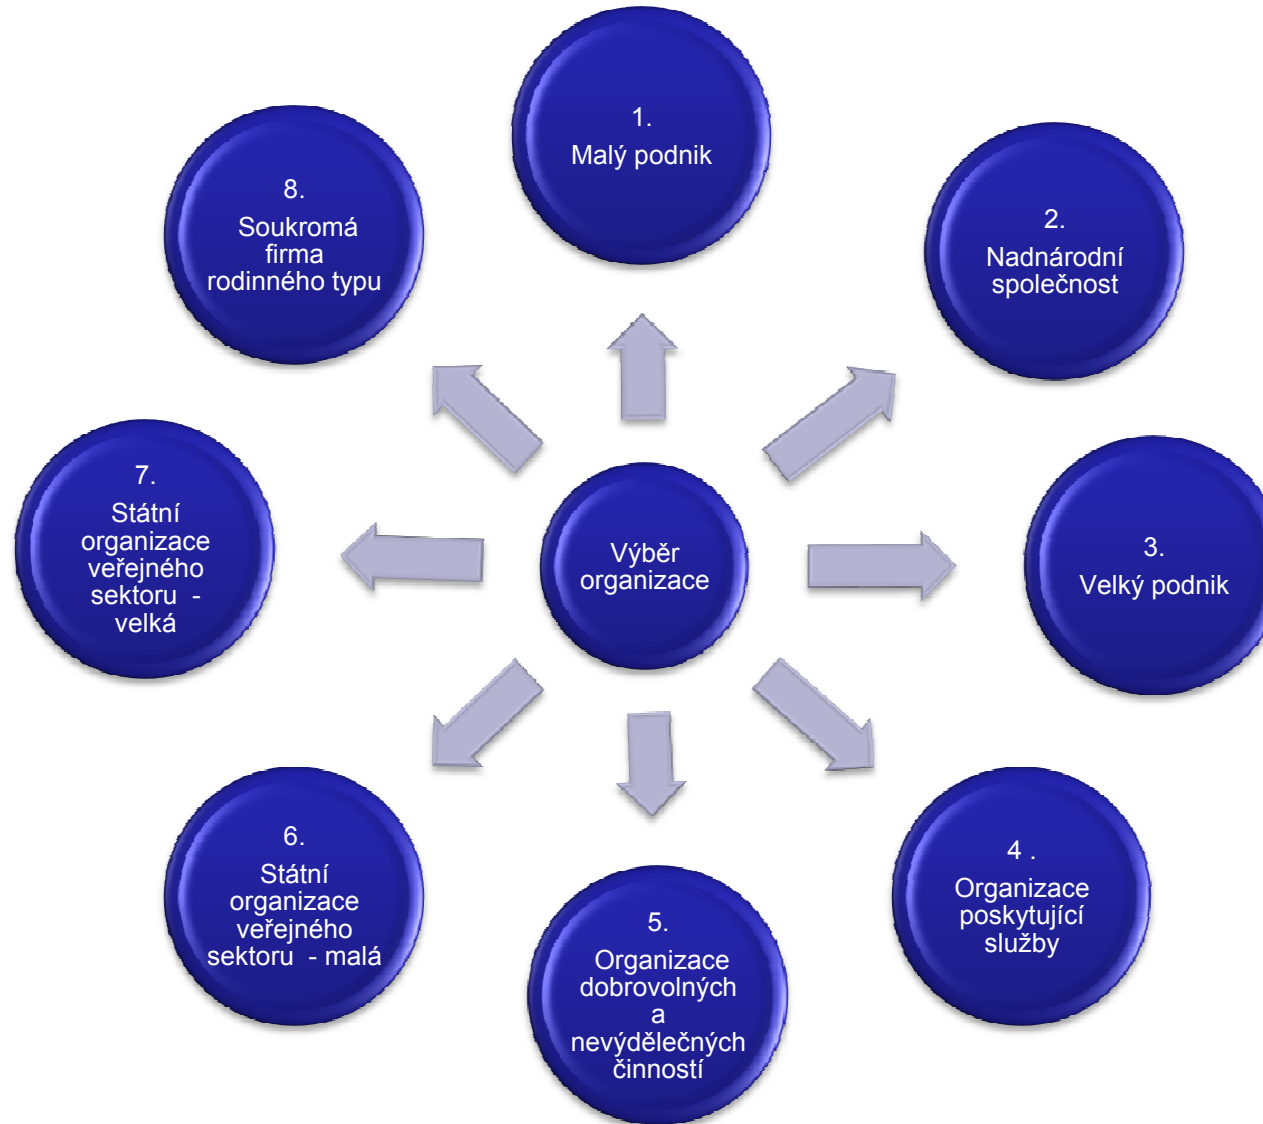 1.
Malý podnik
2.
Nadnárodní
společnost
3.
Velký podnik
4 .
Organizace
poskytující
služby
5.
Organizace
dobrovolných
a
nevýdělečných
činností
6.
Státní
organizace
veřejného
sektoru  - malá
7.
Státní
organizace
veřejného
sektoru  -
velká
8.
Soukromá
firma
rodinného typu
Výběr
organizace